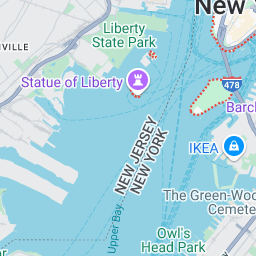 New Y
Liberty
State Park
VILLE
Statue of Liberty
478
Barcl
IKEA
NEW JERSEY
NEW YORK
The Green-Woo
Cemete
Upper Bay
Owl's
Head Park